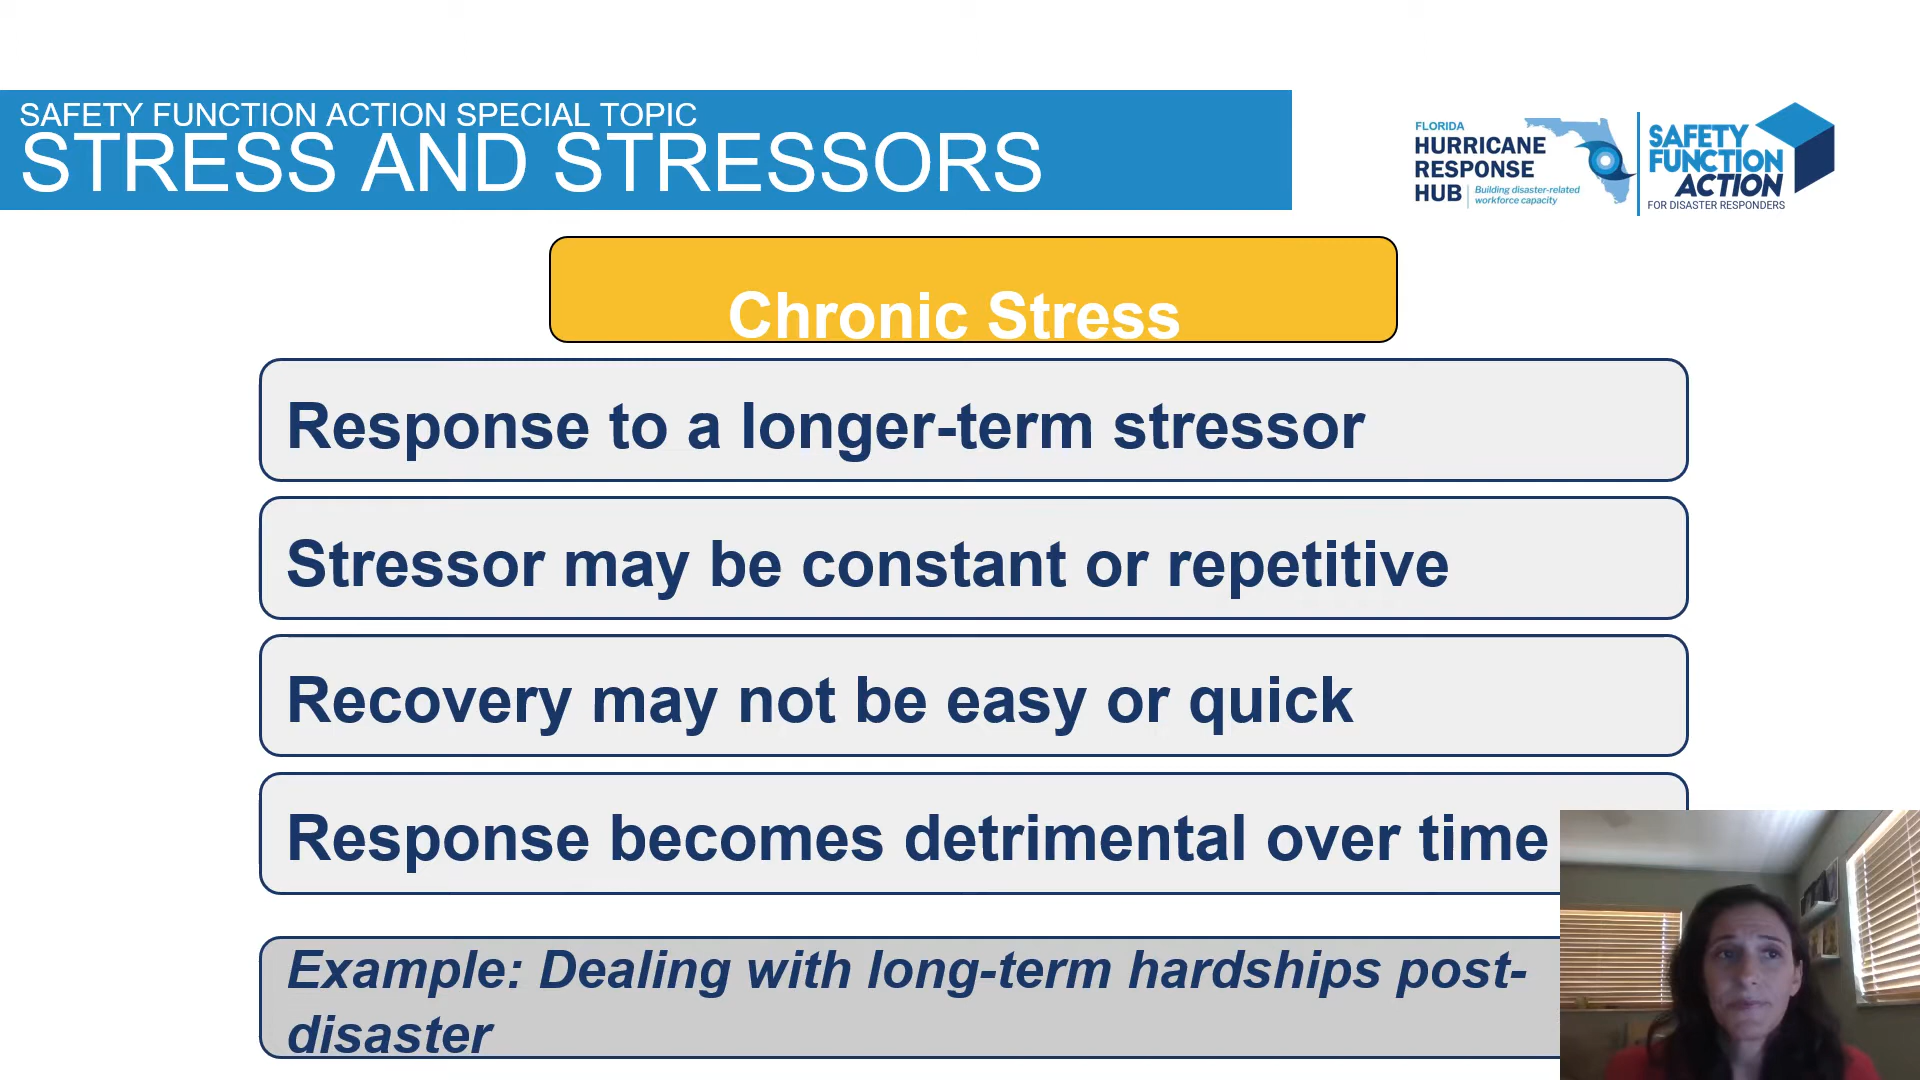 SAFETY FUNCTION ACTION SPECIAL TOPIC
STRESS AND STRESSORS
FLORIDA
HURRICANE
RESPONSE
HUB
Building disaster-related
workforce capacity
SAFETY
FUNCTION
ACTION
FOR DISASTER RESPONDERS
Chronic Stress
Response to a longer-term stressor
Stressor may be constant or repetitive
Recovery may not be easy or quick
Response becomes detrimental over time
Example: Dealing with long-term hardships post-
disaster